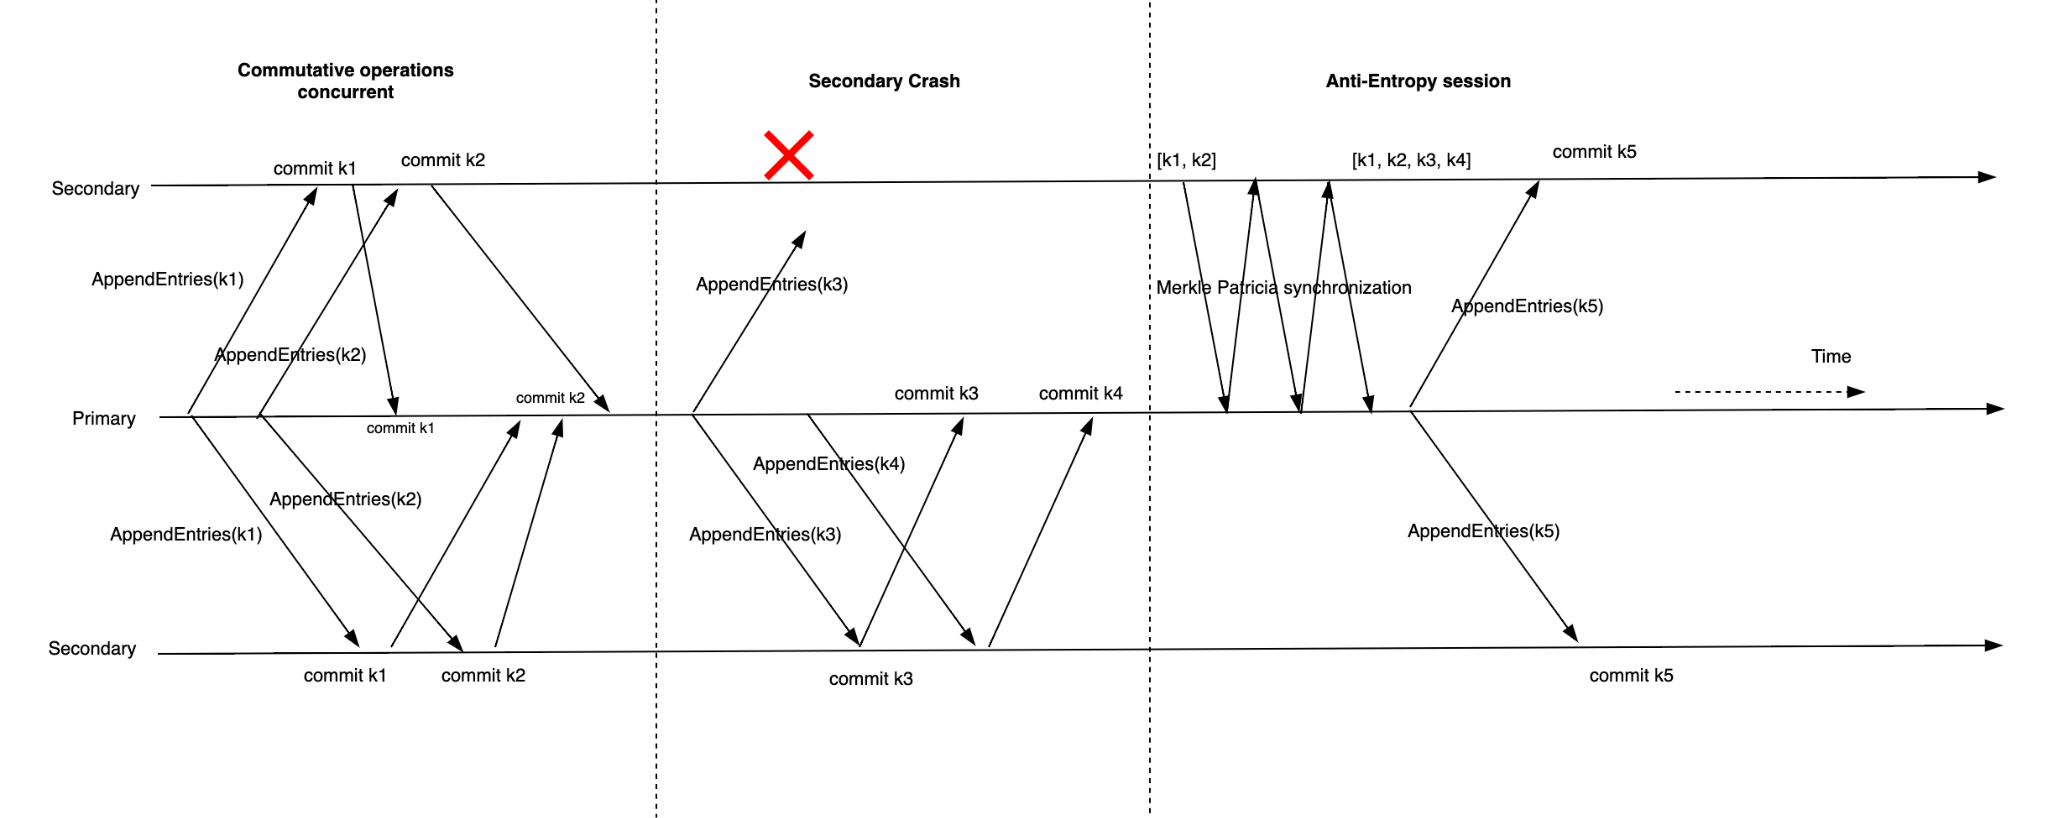 Commutative operations
concurrent
Secondary Crash
Anti-Entropy session
commit k1
commit k2
[k1, k2]
[k1, k2, k3, k4]
commit k5
Secondary
AppendEntries(k1)
AppendEntries(k3)
Merkle Patricia synchronization
AppendEntries(k5)
AppendEntries(k2)
Time
commit k2
commit k3
commit k4
Primary
commit k1
AppendEntries(k4)
AppendEntries(k2)
AppendEntries(k1)
AppendEntries(k3)
AppendEntries(k5)
Secondary
commit k1
commit k2
commit k3
commit k5